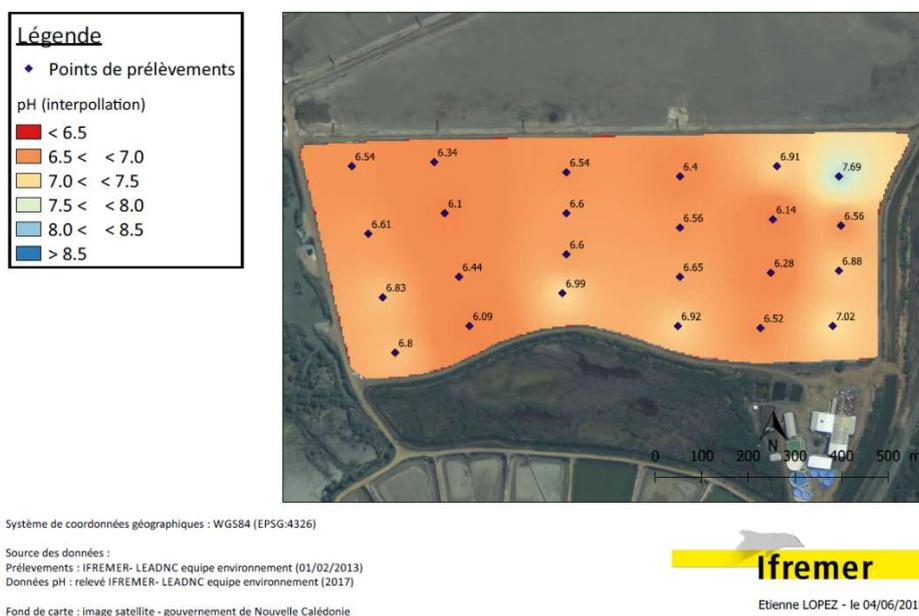 Légende
Points de prélèvements
pH (interpollation)
< 6.5
6.5 < < 7.0
7.0 < < 7.5
7.5 < < 8.0
8.0 < < 8.5
> 8.5
6.54
6.34
6.54
6.4
6.91
7.69
6.61
6.1
6.6
6.56
6.14
6.56
6.83
6.44
6.6
6.65
6.28
6.88
6.99
6.8
6.09
6.92
6.52
7.02
N
0 100 200 300 400 500 m
Système de coordonnées géographiques : WGS84 (EPSG:4326)
Source des données :
Prélevements : IFREMER- LEADNC equipe environnement (01/02/2013)
Données pH : relevé IFREMER- LEADNC equipe environnement (2017)
Fond de carte : image satellite - gouvernement de Nouvelle Calédonie
Ifremer
Etienne LOPEZ - le 04/06/201